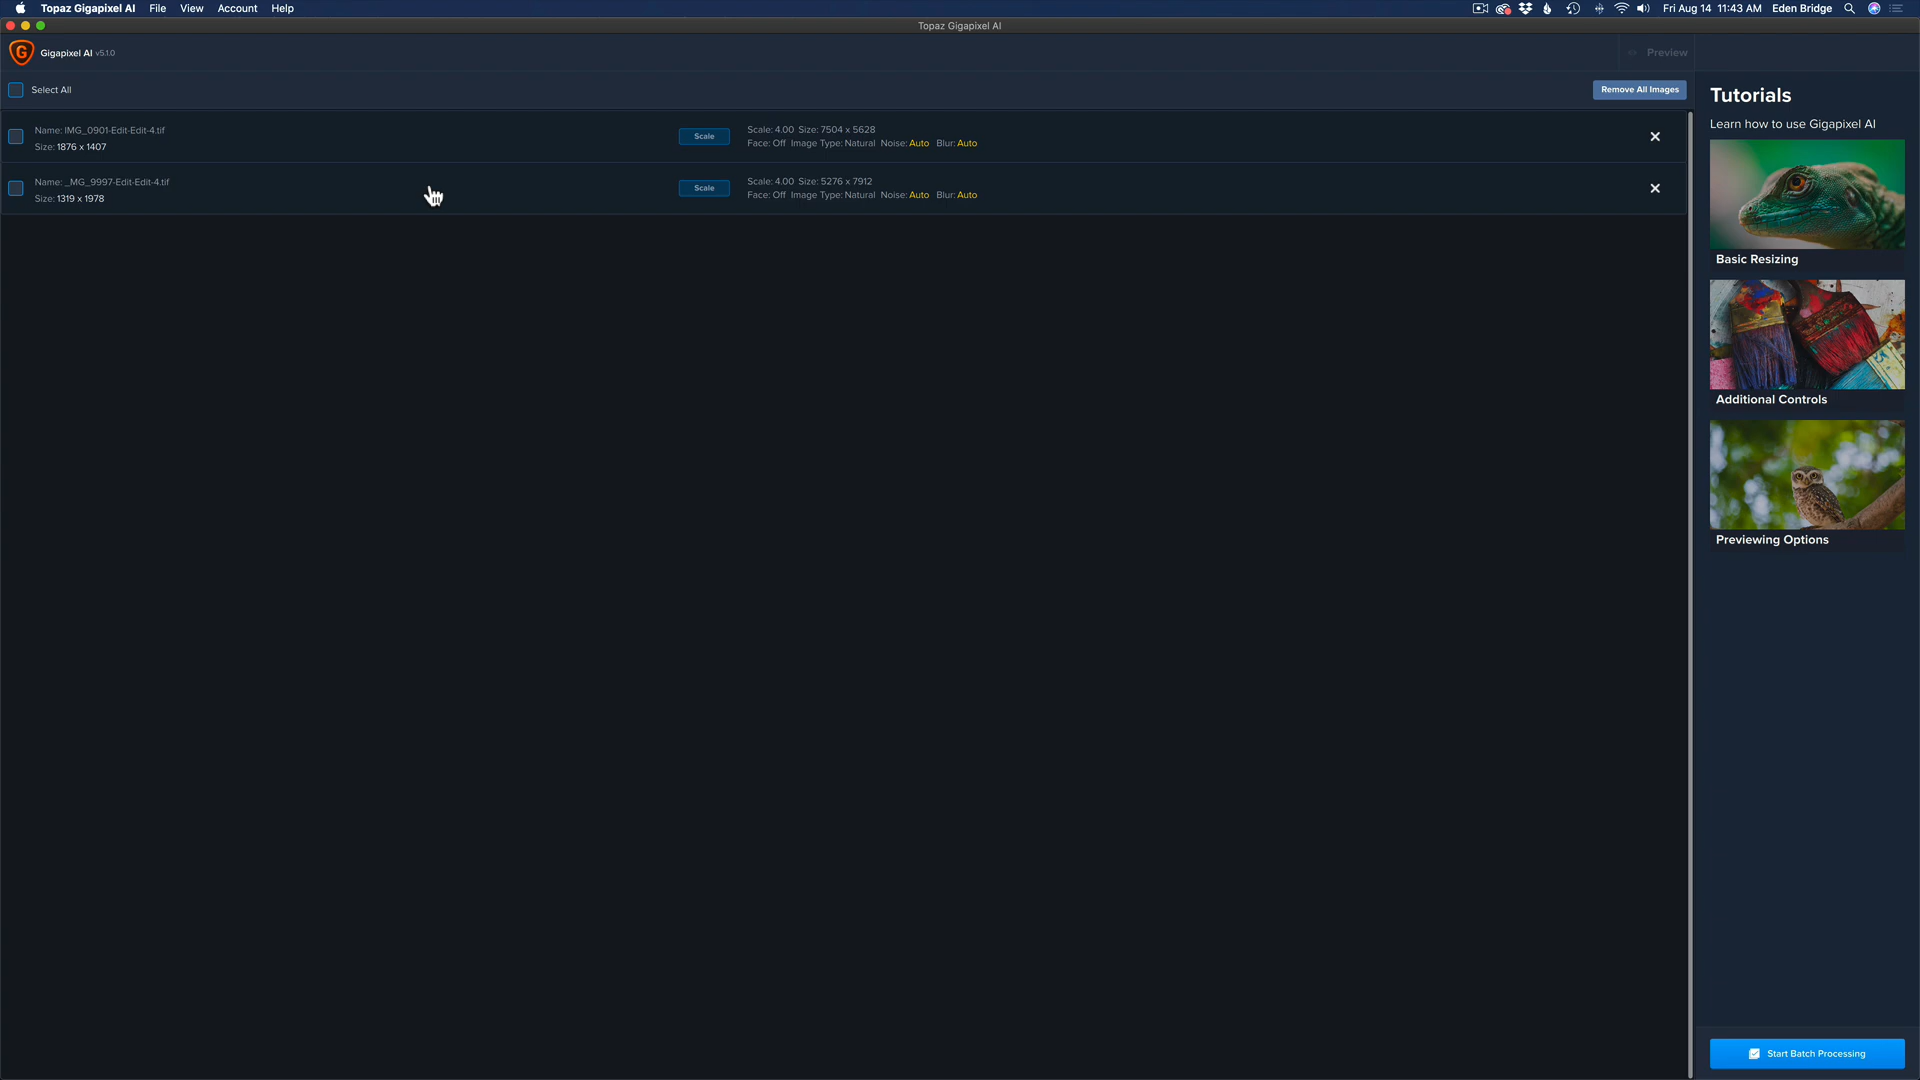 Topaz Gigapixel AI File View Account Help Fri Aug 14 11:43 AM Eden Bridge
Topaz Gigapixel AI
G Gigapixel AI v5.1.0 Preview
Select All Remove All Images
Name: IMG_0901-Edit-Edit-4.tif
Size: 1876 x 1407
Scale
Scale: 4.00 Size: 7504 x 5628
Face: Off Image Type: Natural Noise: Auto Blur: Auto
Name: _MG_9997-Edit-Edit-4.tif
Size: 1319 x 1978
Scale
Scale: 4.00 Size: 5276 x 7912
Face: Off Image Type: Natural Noise: Auto Blur: Auto
Tutorials
Learn how to use Gigapixel AI
Basic Resizing
Additional Controls
Previewing Options
Start Batch Processing